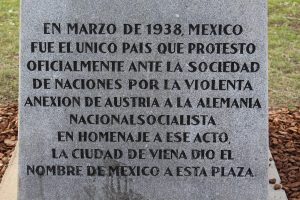 EN MARZO DE 1938, MEXICO
FUE EL UNICO PAIS QUE PROTESTO
OFICIALMENTE ANTE LA SOCIEDAD
DE NACIONES POR LA VIOLENTA
ANEXION DE AUSTRIA A LA ALEMANIA
NACIONALSOCIALISTA.
EN HOMENAJE A ESE ACTO,
LA CIUDAD DE VIENA DIO EL
NOMBRE DE MEXICO A ESTA PLAZA.